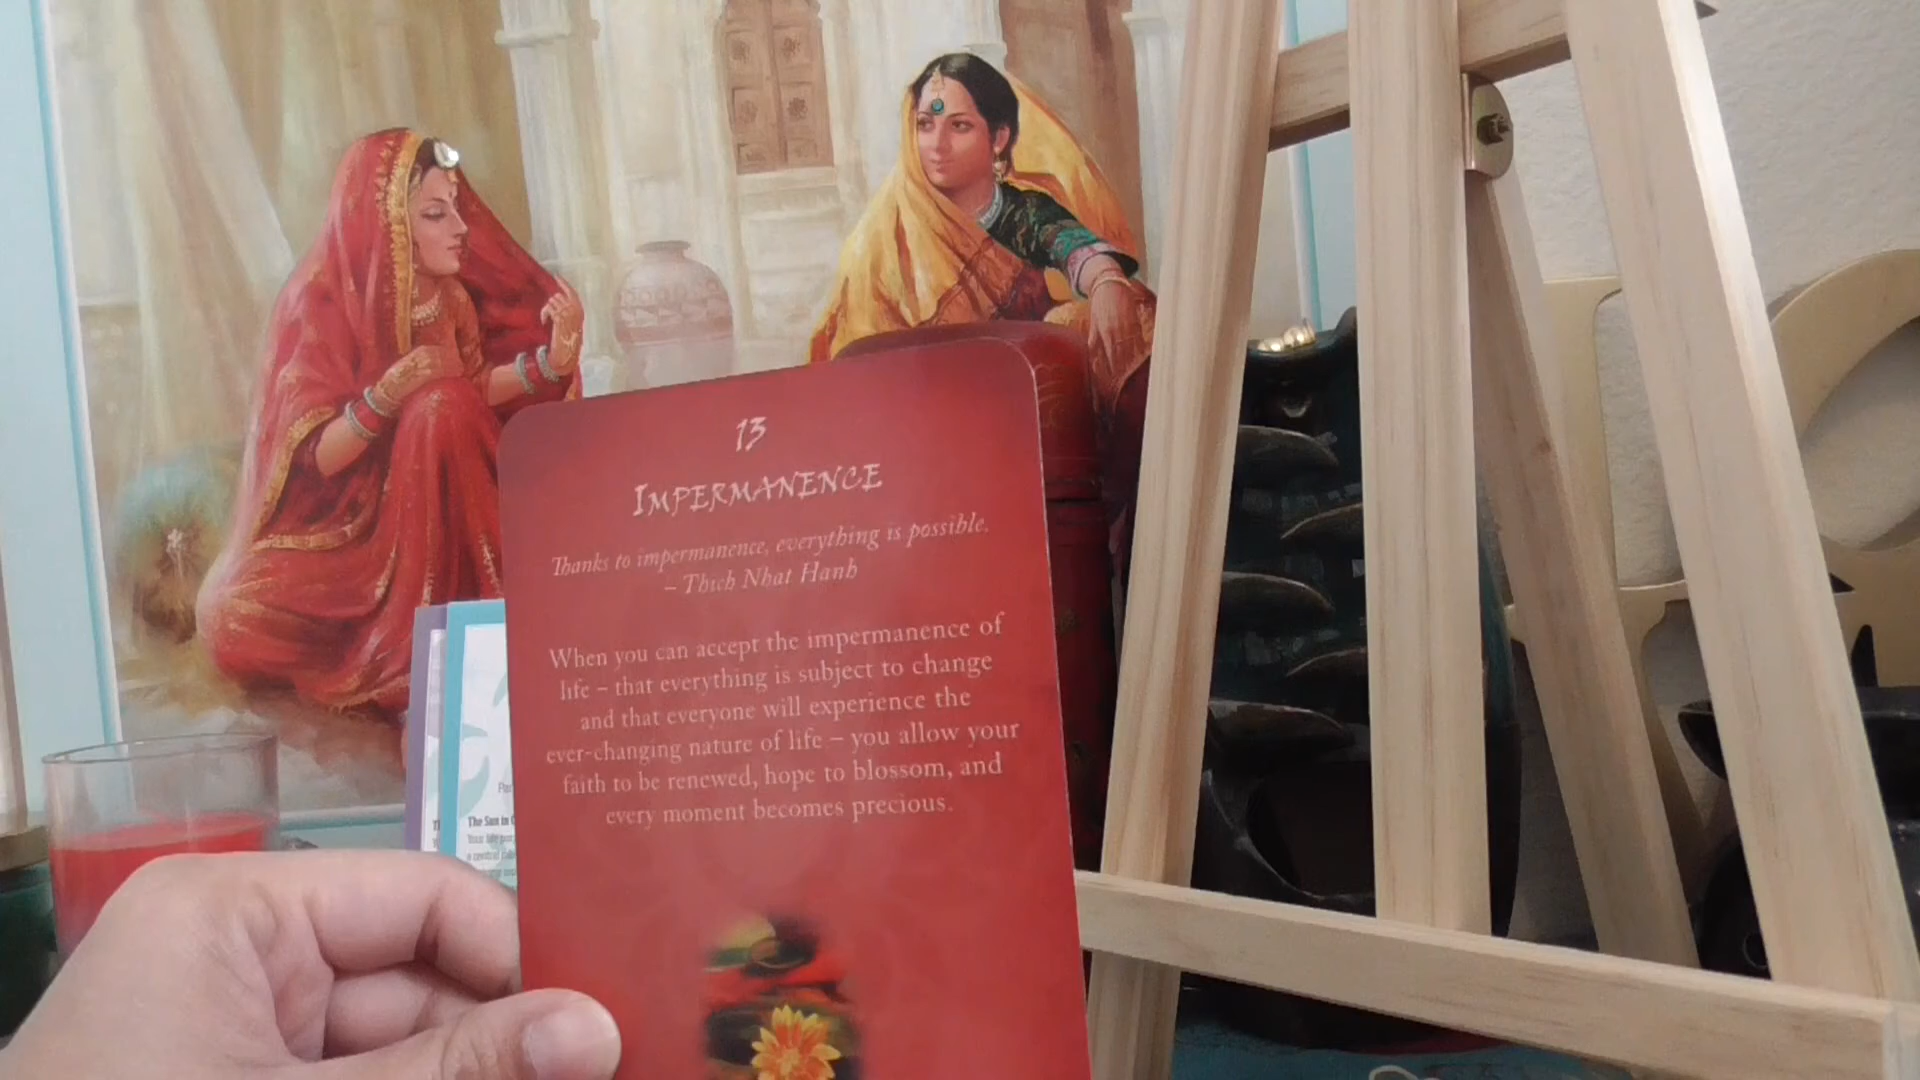 13
IMPERMANENCE
Thanks to impermanence, everything is possible.
– Thich Nhat Hanh
When you can accept the impermanence of
life – that everything is subject to change
and that everyone will experience the
ever-changing nature of life – you allow your
faith to be renewed, hope to blossom, and
every moment becomes precious.
The Sun in